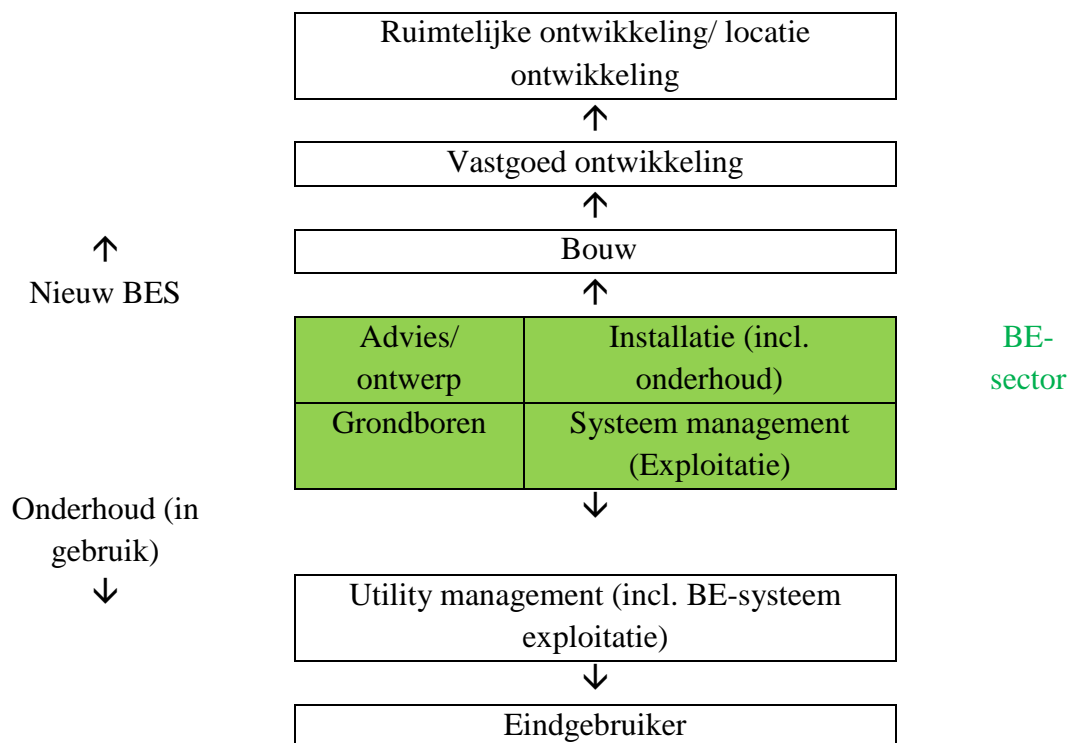 Ruimtelijke ontwikkeling/ locatie
ontwikkeling
↑
Vastgoed ontwikkeling
↑
↑
Bouw
Nieuw BES
↑
Advies/
ontwerp
Installatie (incl.
onderhoud)
BE-
sector
Grondboren
Systeem management
(Exploitatie)
Onderhoud (in
gebruik)
↓
↓
Utility management (incl. BE-systeem
exploitatie)
↓
Eindgebruiker